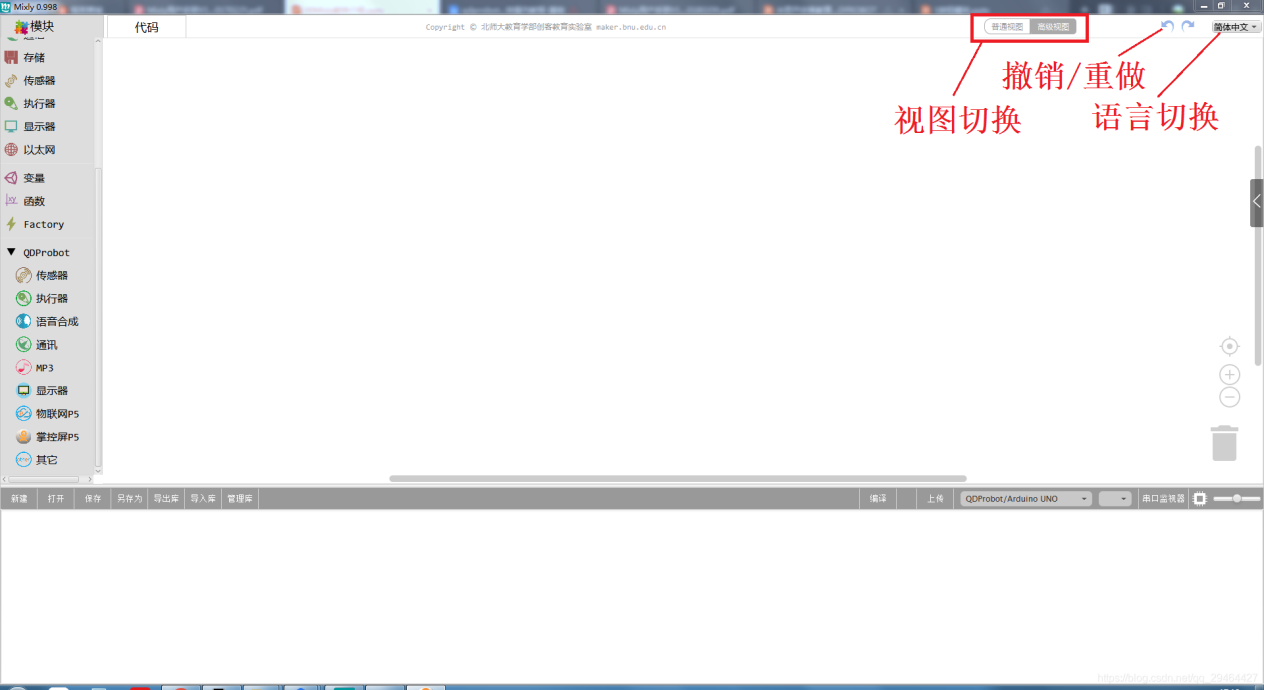 Mixly 0.998
模块
代码
Copyright © 北师大教育学部创客教育实验室 maker.bnu.edu.cn
普通视图 高级视图
简体中文
撤销/重做
视图切换
语言切换
存储
传感器
执行器
显示器
以太网
变量
函数
Factory
QDProbot
传感器
执行器
语音合成
通讯
MP3
显示器
物联网P5
掌控屏P5
其它
新建 打开 保存 另存为 导出库 导入库 管理库 编译 上传 QDProbot/Arduino UNO 串口监视器
https://blog.csdn.net/qq_29464427